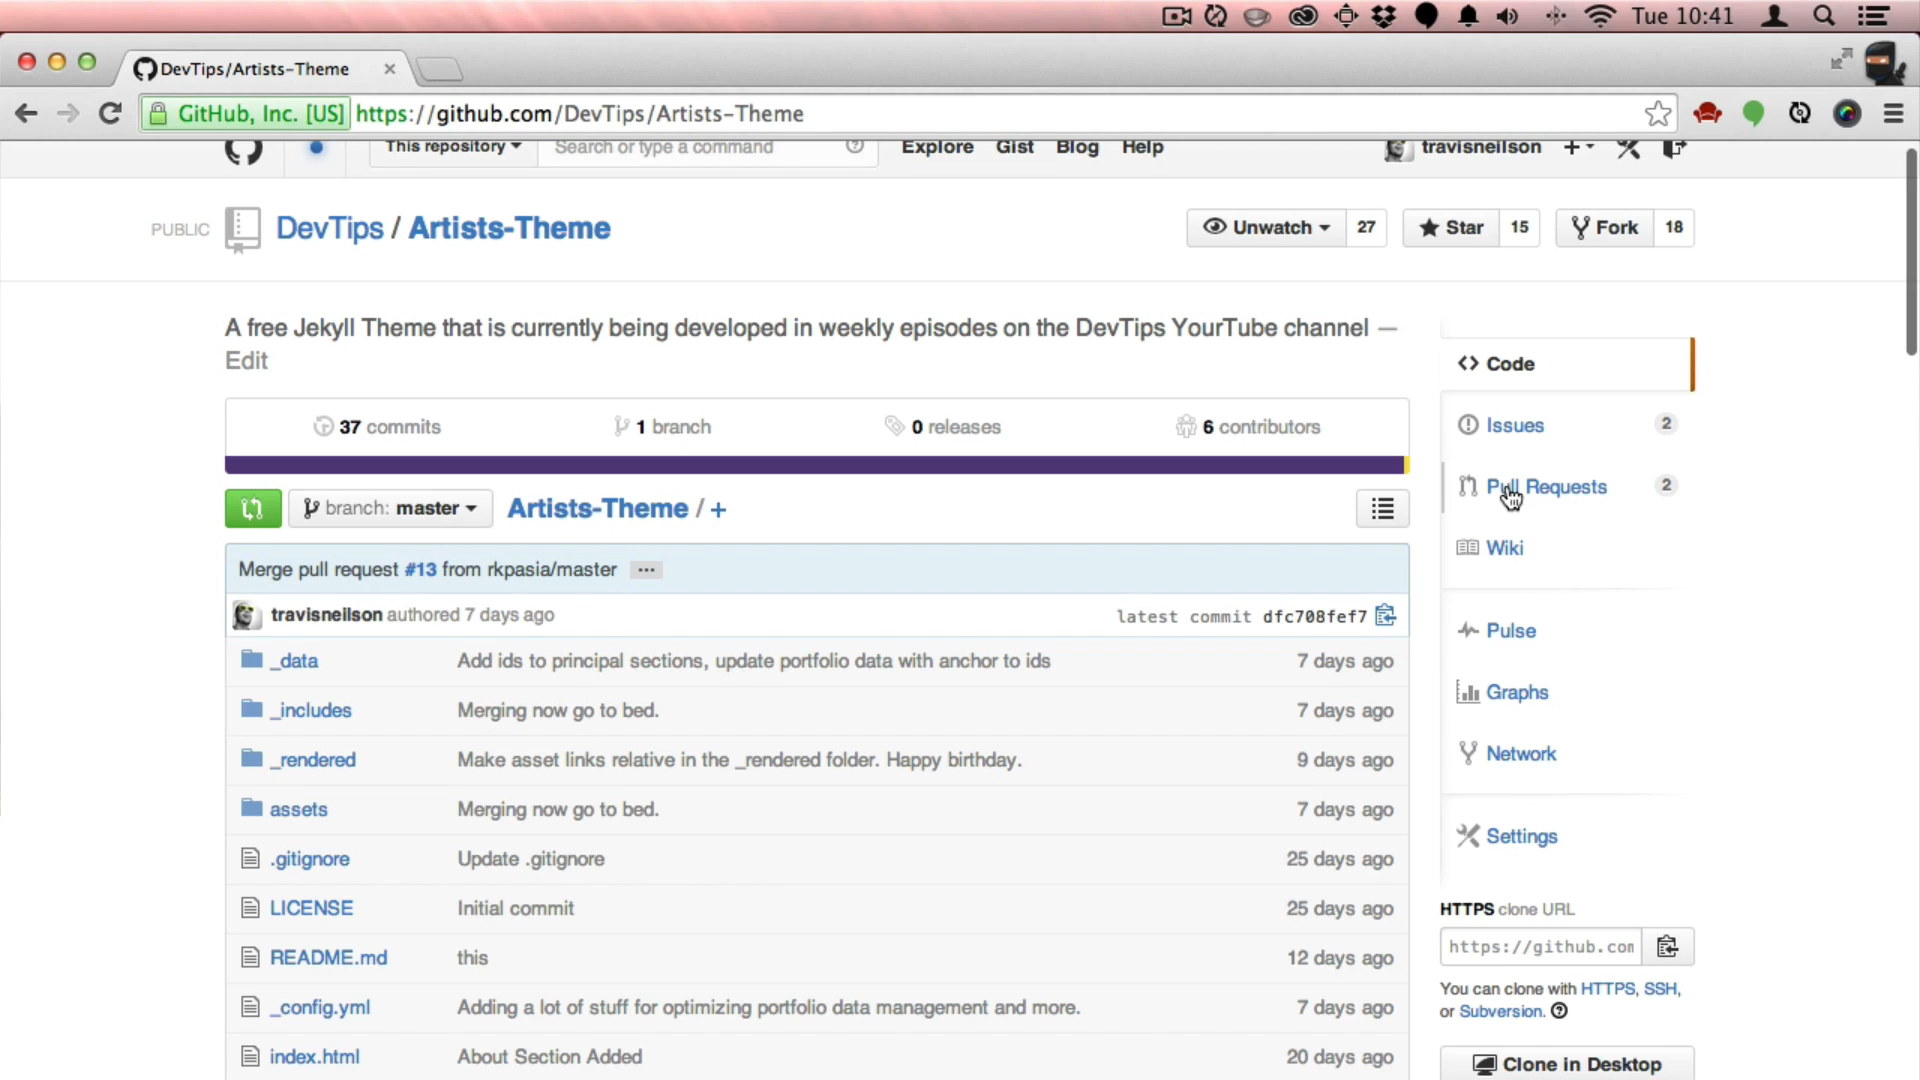 Tue 10:41
DevTips/Artists-Theme
GitHub, Inc. [US] https://github.com/DevTips/Artists-Theme
This repository Search or type a command Explore Gist Blog Help travisneilson
PUBLIC DevTips / Artists-Theme Unwatch 27 Star 15 Fork 18
A free Jekyll Theme that is currently being developed in weekly episodes on the DevTips YourTube channel —
Edit
37 commits 1 branch 0 releases 6 contributors
branch: master Artists-Theme / +
Merge pull request #13 from rkpasia/master ...
travisneilson authored 7 days ago latest commit dfc708fef7
_data Add ids to principal sections, update portfolio data with anchor to ids 7 days ago
_includes Merging now go to bed. 7 days ago
_rendered Make asset links relative in the _rendered folder. Happy birthday. 9 days ago
assets Merging now go to bed. 7 days ago
.gitignore Update .gitignore 25 days ago
LICENSE Initial commit 25 days ago
README.md this 12 days ago
_config.yml Adding a lot of stuff for optimizing portfolio data management and more. 7 days ago
index.html About Section Added 20 days ago
Code
Issues 2
Pull Requests 2
Wiki
Pulse
Graphs
Network
Settings
HTTPS clone URL
https://github.com
You can clone with HTTPS, SSH,
or Subversion.
Clone in Desktop